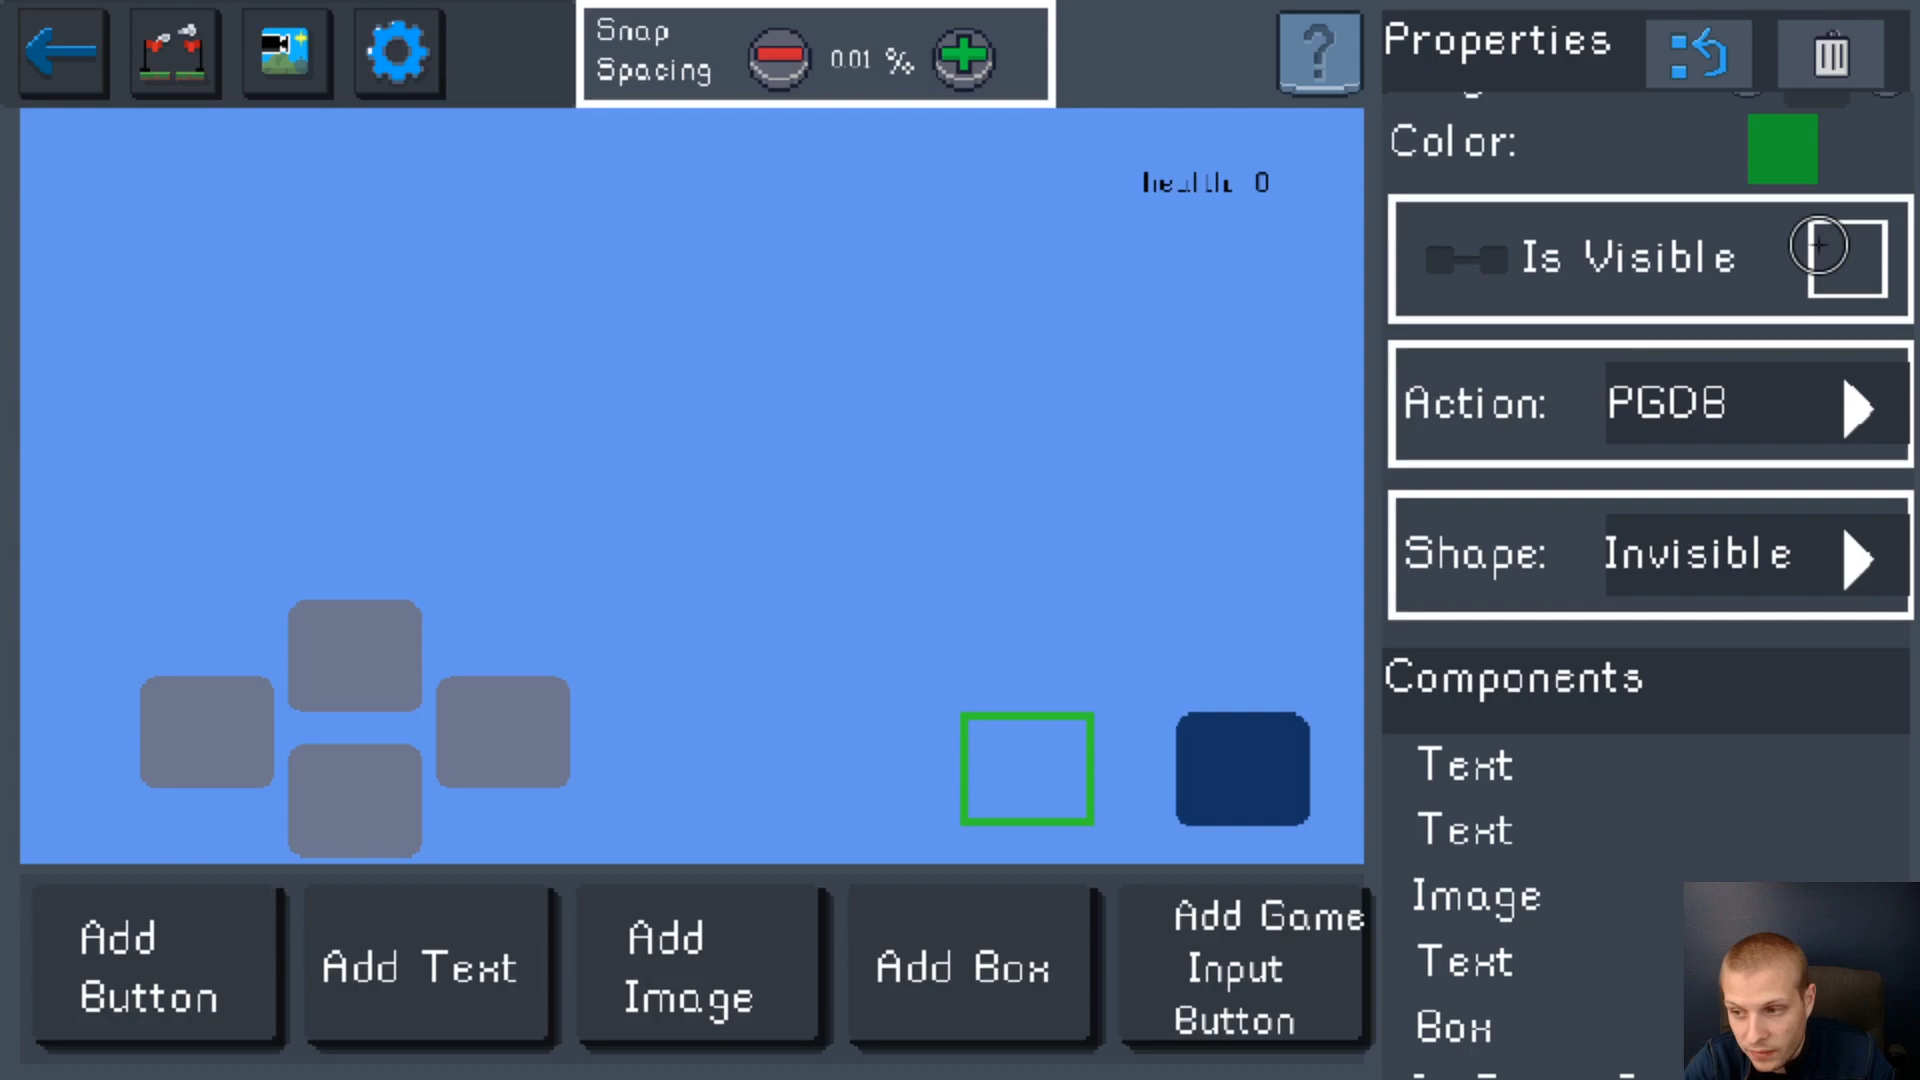 Snap
Spacing
0.01 %
?
Properties
Color:
health: 0
Is Visible
Action: PGD8
Shape: Invisible
Components
Text
Text
Image
Text
Box
Add
Button
Add Text
Add
Image
Add Box
Add Game
Input
Button